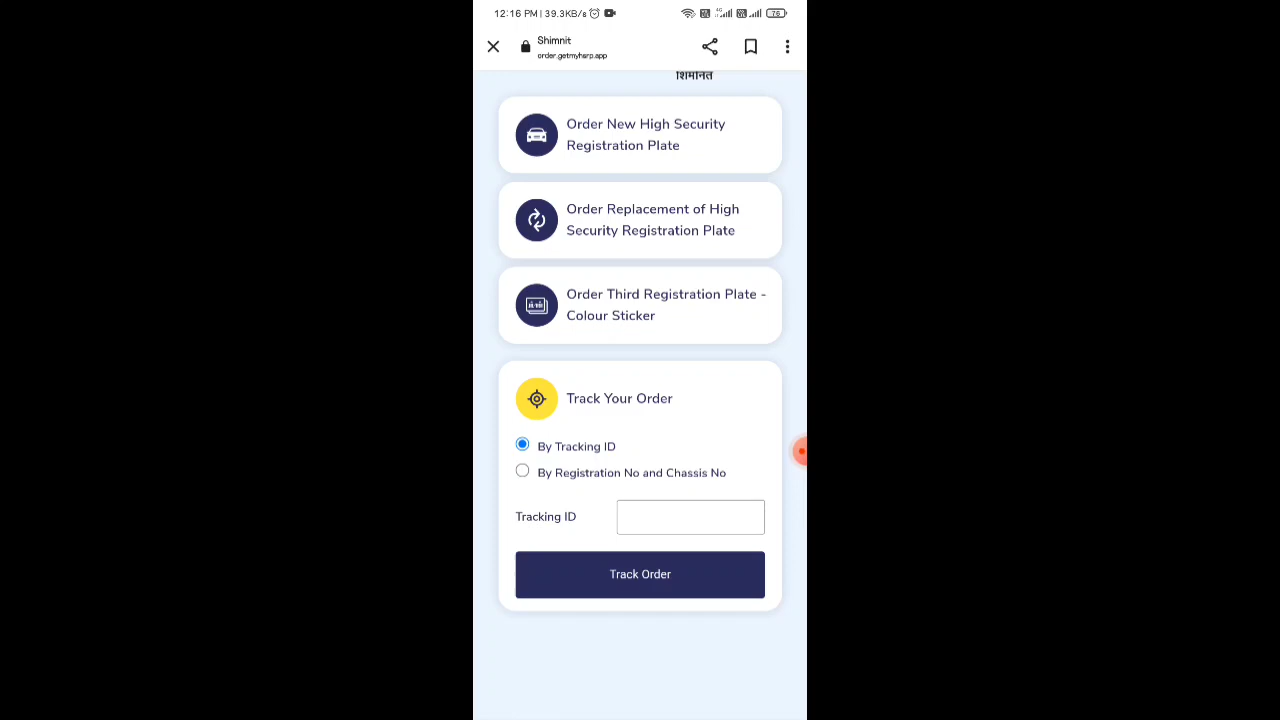 12:16 PM | 39.3KB/s
76
Shimnit
order.getmyhsrp.app
शिमनित
Order New High Security
Registration Plate
Order Replacement of High
Security Registration Plate
Order Third Registration Plate -
Colour Sticker
Track Your Order
By Tracking ID
By Registration No and Chassis No
Tracking ID
Track Order